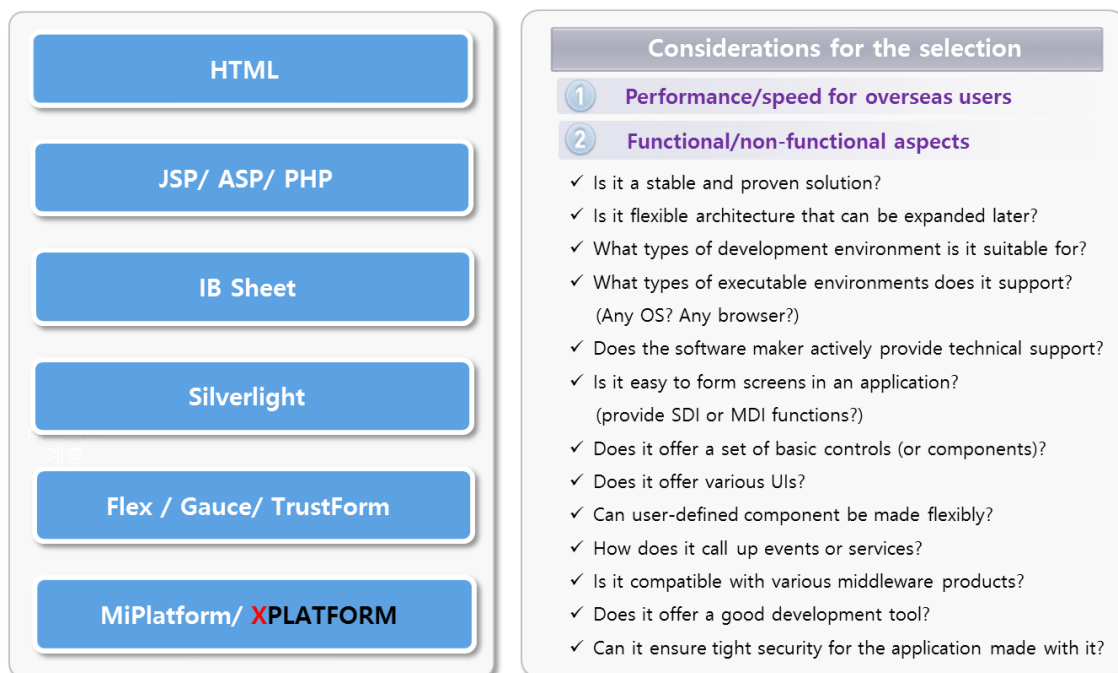 HTML
JSP/ ASP/ PHP
IB Sheet
Silverlight
Flex / Gauce/ TrustForm
MiPlatform/ XPLATFORM
Considerations for the selection
1 Performance/speed for overseas users
2 Functional/non-functional aspects
✓ Is it a stable and proven solution?
✓ Is it flexible architecture that can be expanded later?
✓ What types of development environment is it suitable for?
✓ What types of executable environments does it support?
(Any OS? Any browser?)
✓ Does the software maker actively provide technical support?
✓ Is it easy to form screens in an application?
(provide SDI or MDI functions?)
✓ Does it offer a set of basic controls (or components)?
✓ Does it offer various UIs?
✓ Can user-defined component be made flexibly?
✓ How does it call up events or services?
✓ Is it compatible with various middleware products?
✓ Does it offer a good development tool?
✓ Can it ensure tight security for the application made with it?